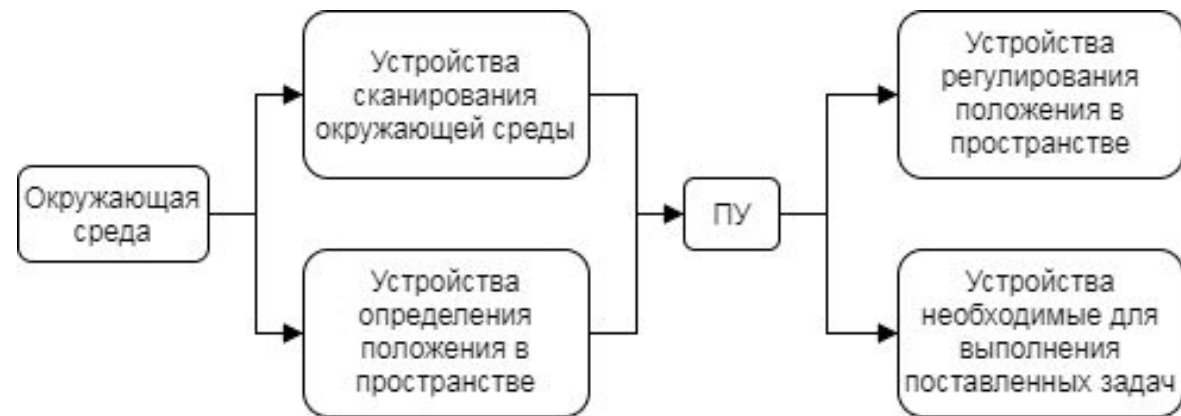 Окружающая
среда
Устройства
сканирования
окружающей среды
Устройства
определения
положения в
пространстве
ПУ
Устройства
регулирования
положения в
пространстве
Устройства
необходимые для
выполнения
поставленных задач